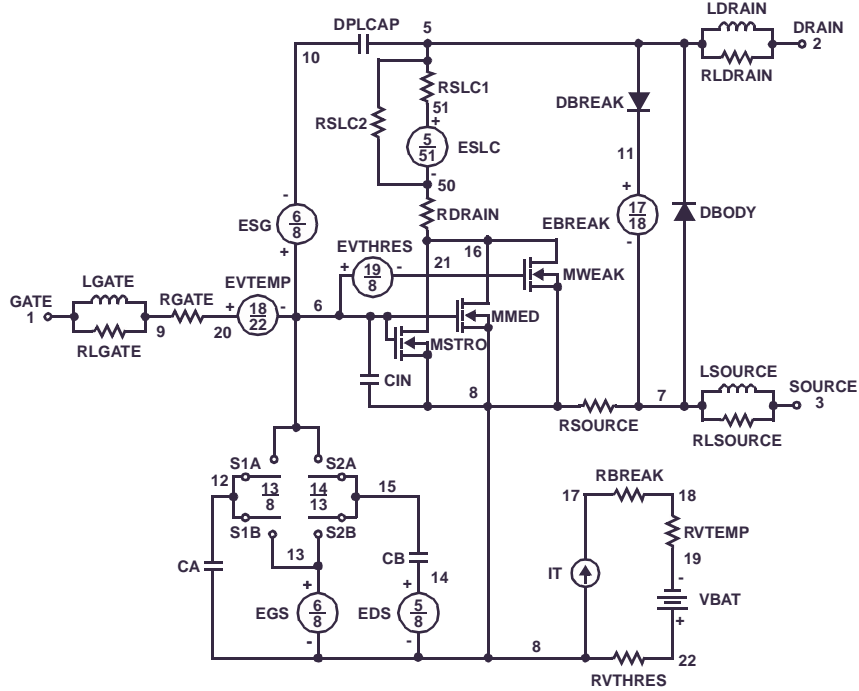 LDRAIN
DPLCAP 5 DRAIN
10 2
RLDRAIN
RSLC1
DBREAK
51
+
RSLC2
5
51
ESLC
-
11
50
-
+
RDRAIN
6
8
ESG
17
18
EBREAK
DBODY
+
EVTHRES
16
-
21
+ 19
8 -
MWEAK
LGATE
EVTEMP
GATE
1
RGATE
+ 18
22 -
6
MMED
9 20
MSTRO
RLGATE
LSOURCE
CIN
8 7 SOURCE
3
RSOURCE
RLSOURCE
S1A S2A
RBREAK
12
13
8
14
13
15
17 18
S1B S2B
RVTEMP
13
CB
19
CA
14
IT
-
+ +
VBAT
EGS 6
8
EDS 5
8
+
- -
8
22
RVTHRES